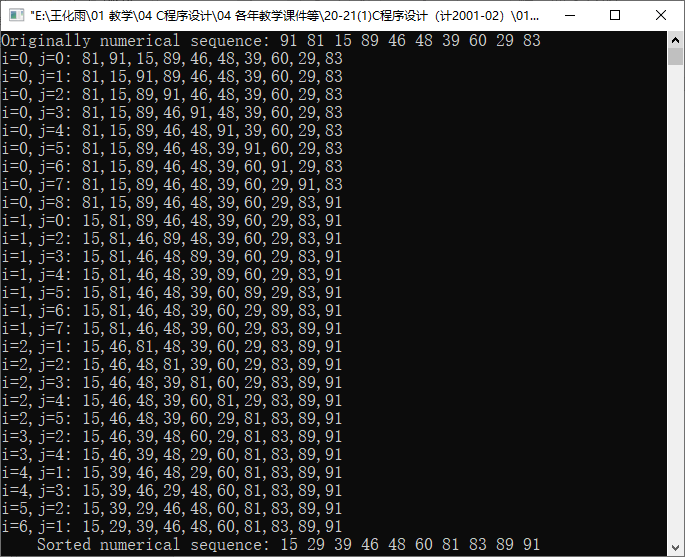 "E:\王化雨\01 教学\04 C程序设计\04 各年教学课件等\20-21(1)C程序设计（计2001-02）\01...
Originally numerical sequence: 91 81 15 89 46 48 39 60 29 83
i=0,j=0: 81,91,15,89,46,48,39,60,29,83
i=0,j=1: 81,15,91,89,46,48,39,60,29,83
i=0,j=2: 81,15,89,91,46,48,39,60,29,83
i=0,j=3: 81,15,89,46,91,48,39,60,29,83
i=0,j=4: 81,15,89,46,48,91,39,60,29,83
i=0,j=5: 81,15,89,46,48,39,91,60,29,83
i=0,j=6: 81,15,89,46,48,39,60,91,29,83
i=0,j=7: 81,15,89,46,48,39,60,29,91,83
i=0,j=8: 81,15,89,46,48,39,60,29,83,91
i=1,j=0: 15,81,89,46,48,39,60,29,83,91
i=1,j=2: 15,81,46,89,48,39,60,29,83,91
i=1,j=3: 15,81,46,48,89,39,60,29,83,91
i=1,j=4: 15,81,46,48,39,89,60,29,83,91
i=1,j=5: 15,81,46,48,39,60,89,29,83,91
i=1,j=6: 15,81,46,48,39,60,29,89,83,91
i=1,j=7: 15,81,46,48,39,60,29,83,89,91
i=2,j=1: 15,46,81,48,39,60,29,83,89,91
i=2,j=2: 15,46,48,81,39,60,29,83,89,91
i=2,j=3: 15,46,48,39,81,60,29,83,89,91
i=2,j=4: 15,46,48,39,60,81,29,83,89,91
i=2,j=5: 15,46,48,39,60,29,81,83,89,91
i=3,j=2: 15,46,39,48,60,29,81,83,89,91
i=3,j=4: 15,46,39,48,29,60,81,83,89,91
i=4,j=1: 15,39,46,48,29,60,81,83,89,91
i=4,j=3: 15,39,46,29,48,60,81,83,89,91
i=5,j=2: 15,39,29,46,48,60,81,83,89,91
i=6,j=1: 15,29,39,46,48,60,81,83,89,91
Sorted numerical sequence: 15 29 39 46 48 60 81 83 89 91